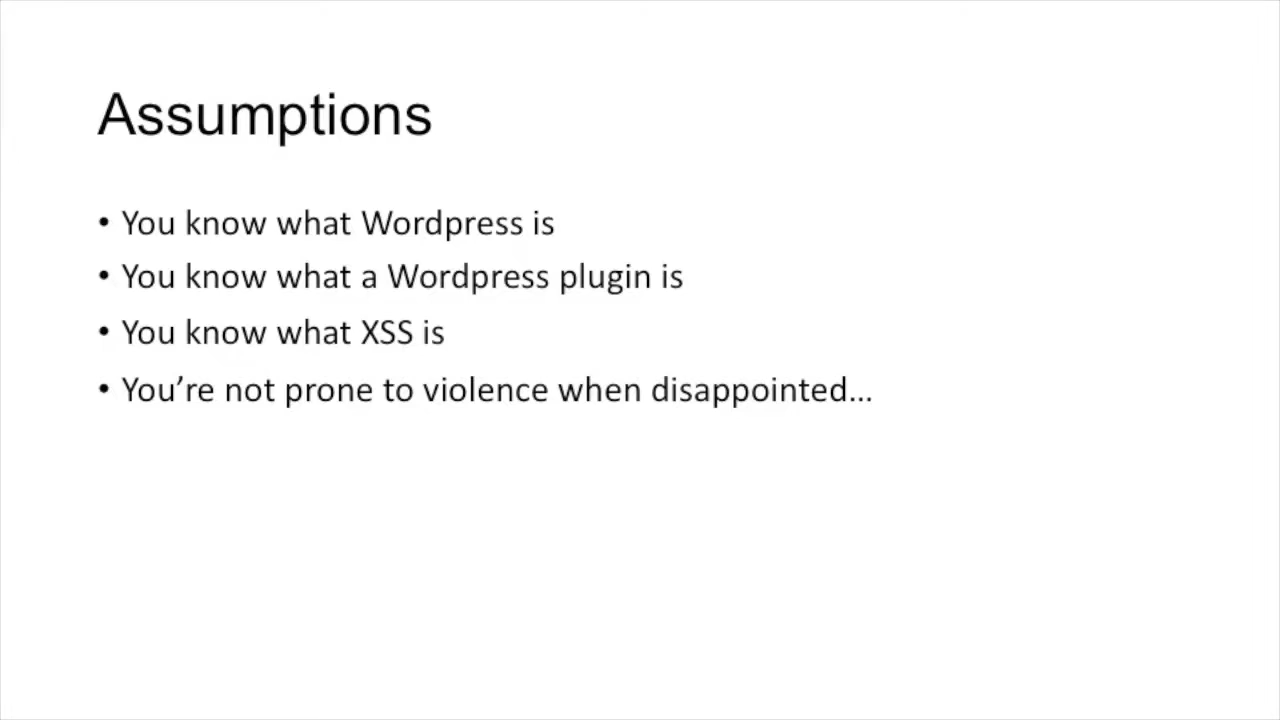 Assumptions
• You know what Wordpress is
• You know what a Wordpress plugin is
• You know what XSS is
• You’re not prone to violence when disappointed…